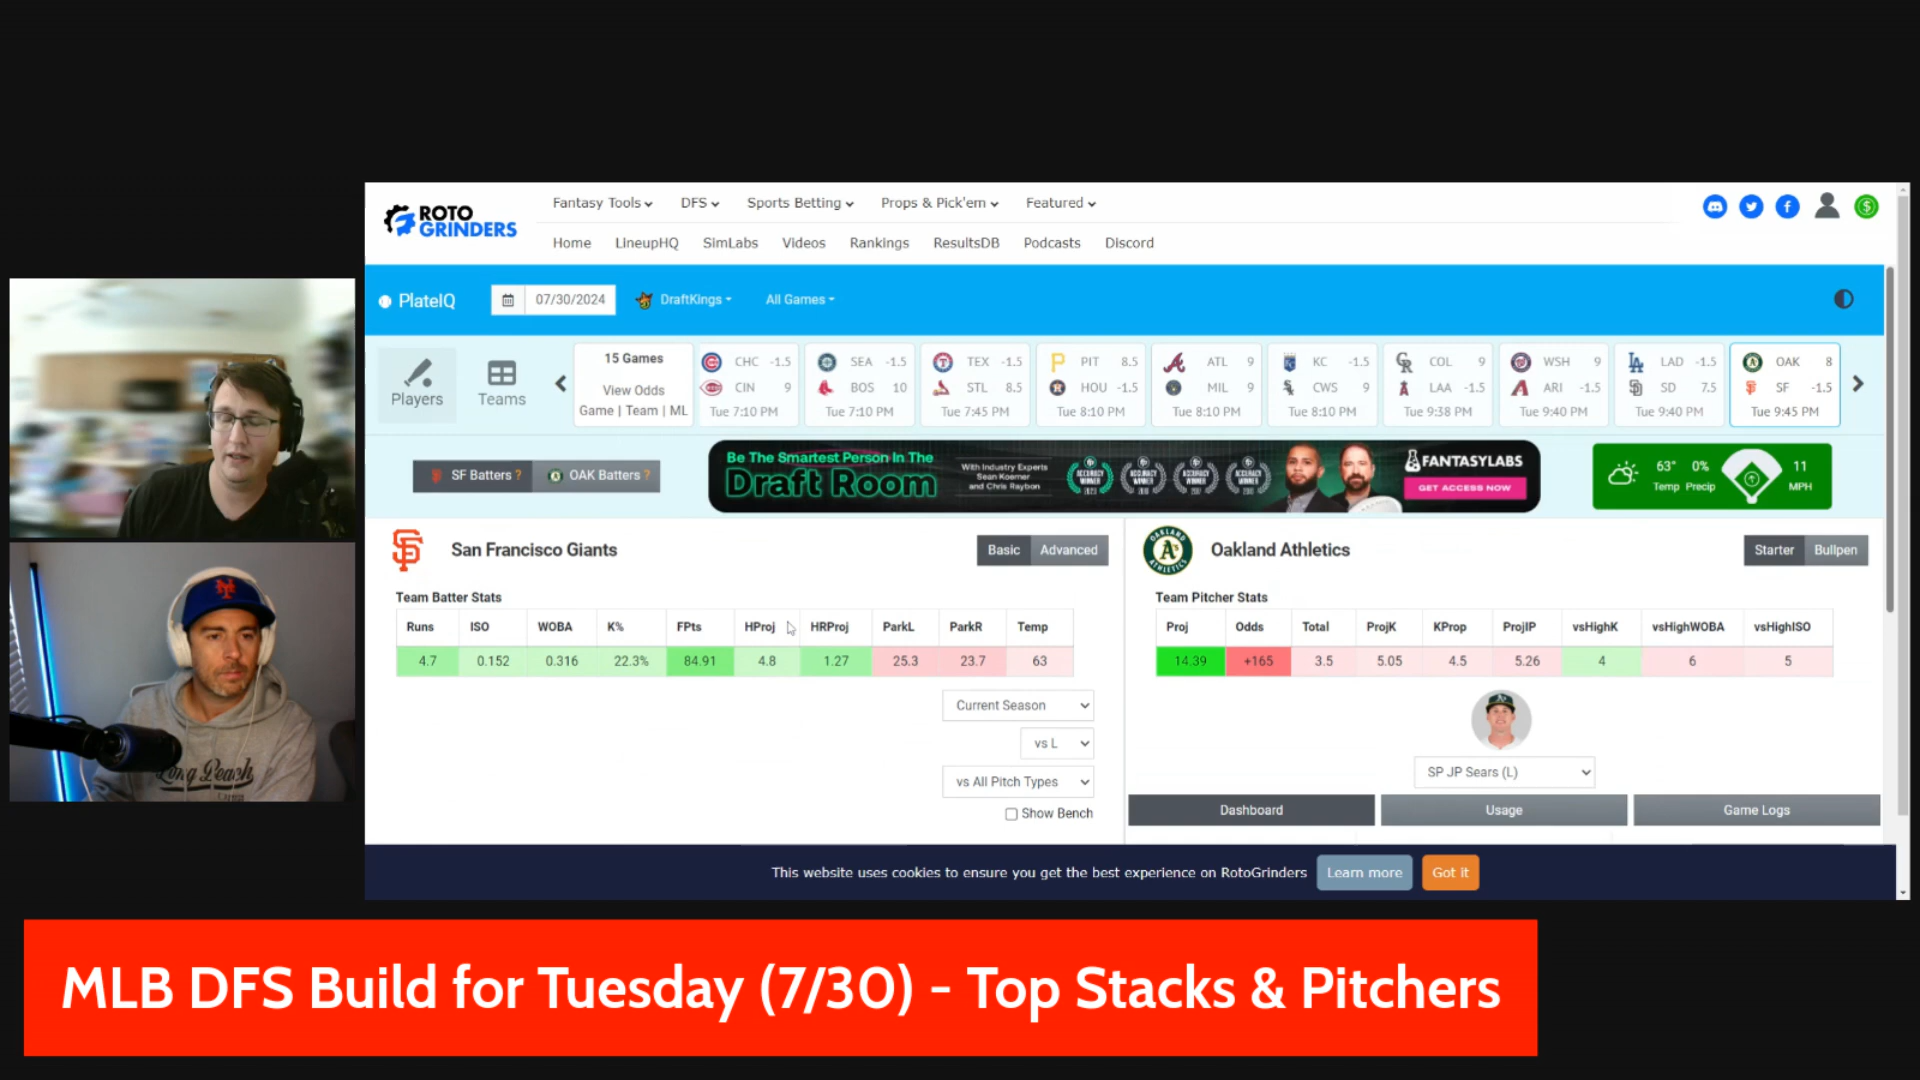 ROTO
GRINDERS
Fantasy Tools
DFS
Sports Betting
Props & Pick'em
Featured
Home
LineupHQ
SimLabs
Videos
Rankings
ResultsDB
Podcasts
Discord
PlateIQ
07/30/2024
DraftKings
All Games
Players
Teams
15 Games
View Odds
Game | Team | ML
CHC -1.5
CIN 9
Tue 7:10 PM
SEA -1.5
BOS 10
Tue 7:10 PM
TEX -1.5
STL 8.5
Tue 7:45 PM
PIT 8.5
HOU -1.5
Tue 8:10 PM
ATL 9
MIL 9
Tue 8:10 PM
KC -1.5
CWS 9
Tue 8:10 PM
COL 9
LAA -1.5
Tue 9:38 PM
WSH 9
ARI -1.5
Tue 9:40 PM
LAD -1.5
SD 7.5
Tue 9:40 PM
OAK 8
SF -1.5
Tue 9:45 PM
SF Batters ?
OAK Batters ?
Be The Smartest Person In The
Draft Room
With Industry Experts
Sean Koerner
and Chris Raybon
FANTASYLABS
GET ACCESS NOW
63° 0% 11
Temp Precip MPH
San Francisco Giants
Basic Advanced
Team Batter Stats
Runs ISO WOBA K% FPts HProj HRProj ParkL ParkR Temp
4.7 0.152 0.316 22.3% 84.91 4.8 1.27 25.3 23.7 63
Current Season
vs L
vs All Pitch Types
Show Bench
Oakland Athletics
Starter Bullpen
Team Pitcher Stats
Proj Odds Total ProjK KProp ProjIP vsHighK vsHighWOBA vsHighISO
14.39 +165 3.5 5.05 4.5 5.26 4 6 5
SP JP Sears (L)
Dashboard
Usage
Game Logs
This website uses cookies to ensure you get the best experience on RotoGrinders
Learn more
Got it
Long Beach
MLB DFS Build for Tuesday (7/30) - Top Stacks & Pitchers